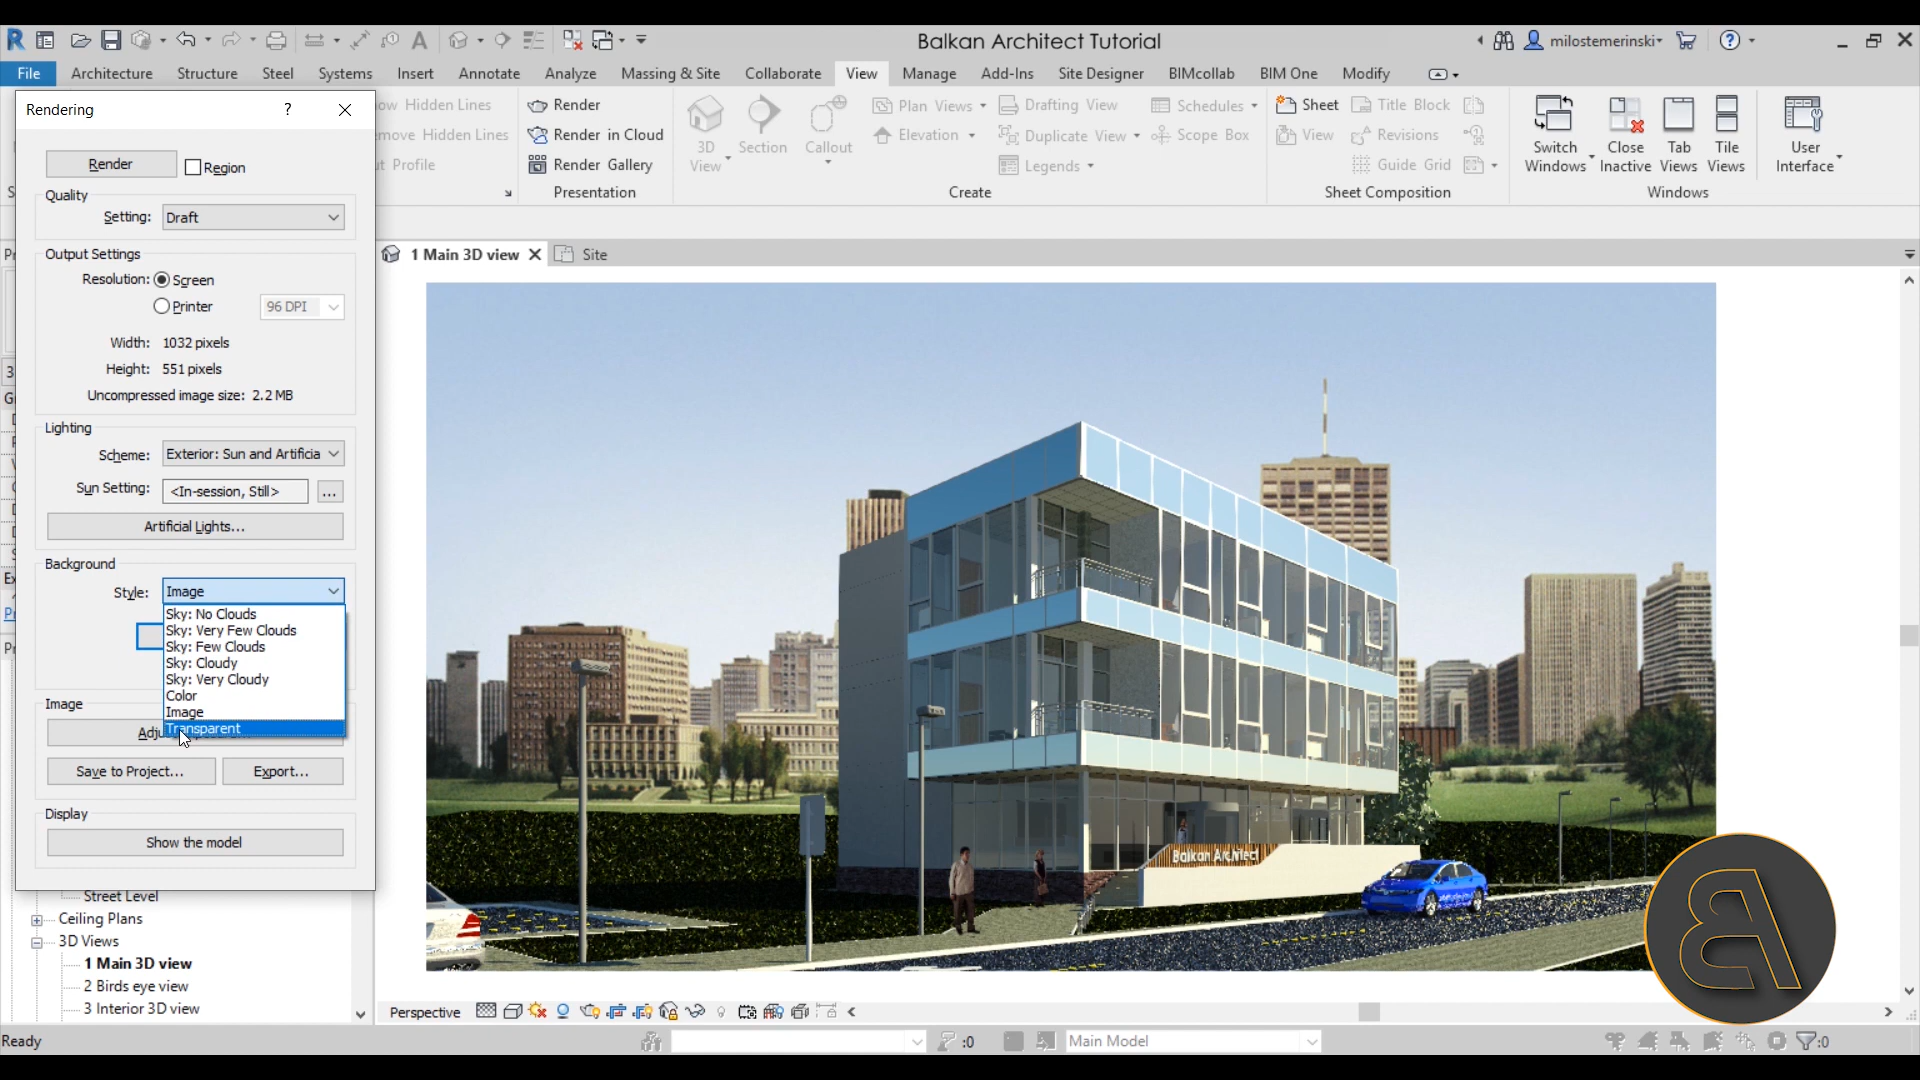 Balkan Architect Tutorial
milostemerinski
File
Architecture
Structure
Steel
Systems
Insert
Annotate
Analyze
Massing & Site
Collaborate
View
Manage
Add-Ins
Site Designer
BIMcollab
BIM One
Modify
Hidden Lines
Hidden Lines
Profile
Render
Render in Cloud
Render Gallery
Presentation
3D
View
Section
Callout
Plan Views
Elevation
Drafting View
Duplicate View
Legends
Schedules
Scope Box
Create
Sheet
View
Title Block
Revisions
Guide Grid
Sheet Composition
Switch
Windows
Close
Inactive
Tab
Views
Tile
Views
User
Interface
Windows
Rendering
?
Render
Region
Quality
Setting: Draft
Output Settings
Resolution: Screen
Printer 96 DPI
Width: 1032 pixels
Height: 551 pixels
Uncompressed image size: 2.2 MB
Lighting
Scheme: Exterior: Sun and Artificia
Sun Setting: <In-session, Still> ...
Artificial Lights...
Background
Style: Image
Sky: No Clouds
Sky: Very Few Clouds
Sky: Few Clouds
Sky: Cloudy
Sky: Very Cloudy
Color
Image
Transparent
Image
Adju
Save to Project...
Export...
Display
Show the model
Street Level
Ceiling Plans
3D Views
1 Main 3D view
2 Birds eye view
3 Interior 3D view
1 Main 3D view
Site
Balkan Architect
Perspective
Ready
:0
Main Model
:0